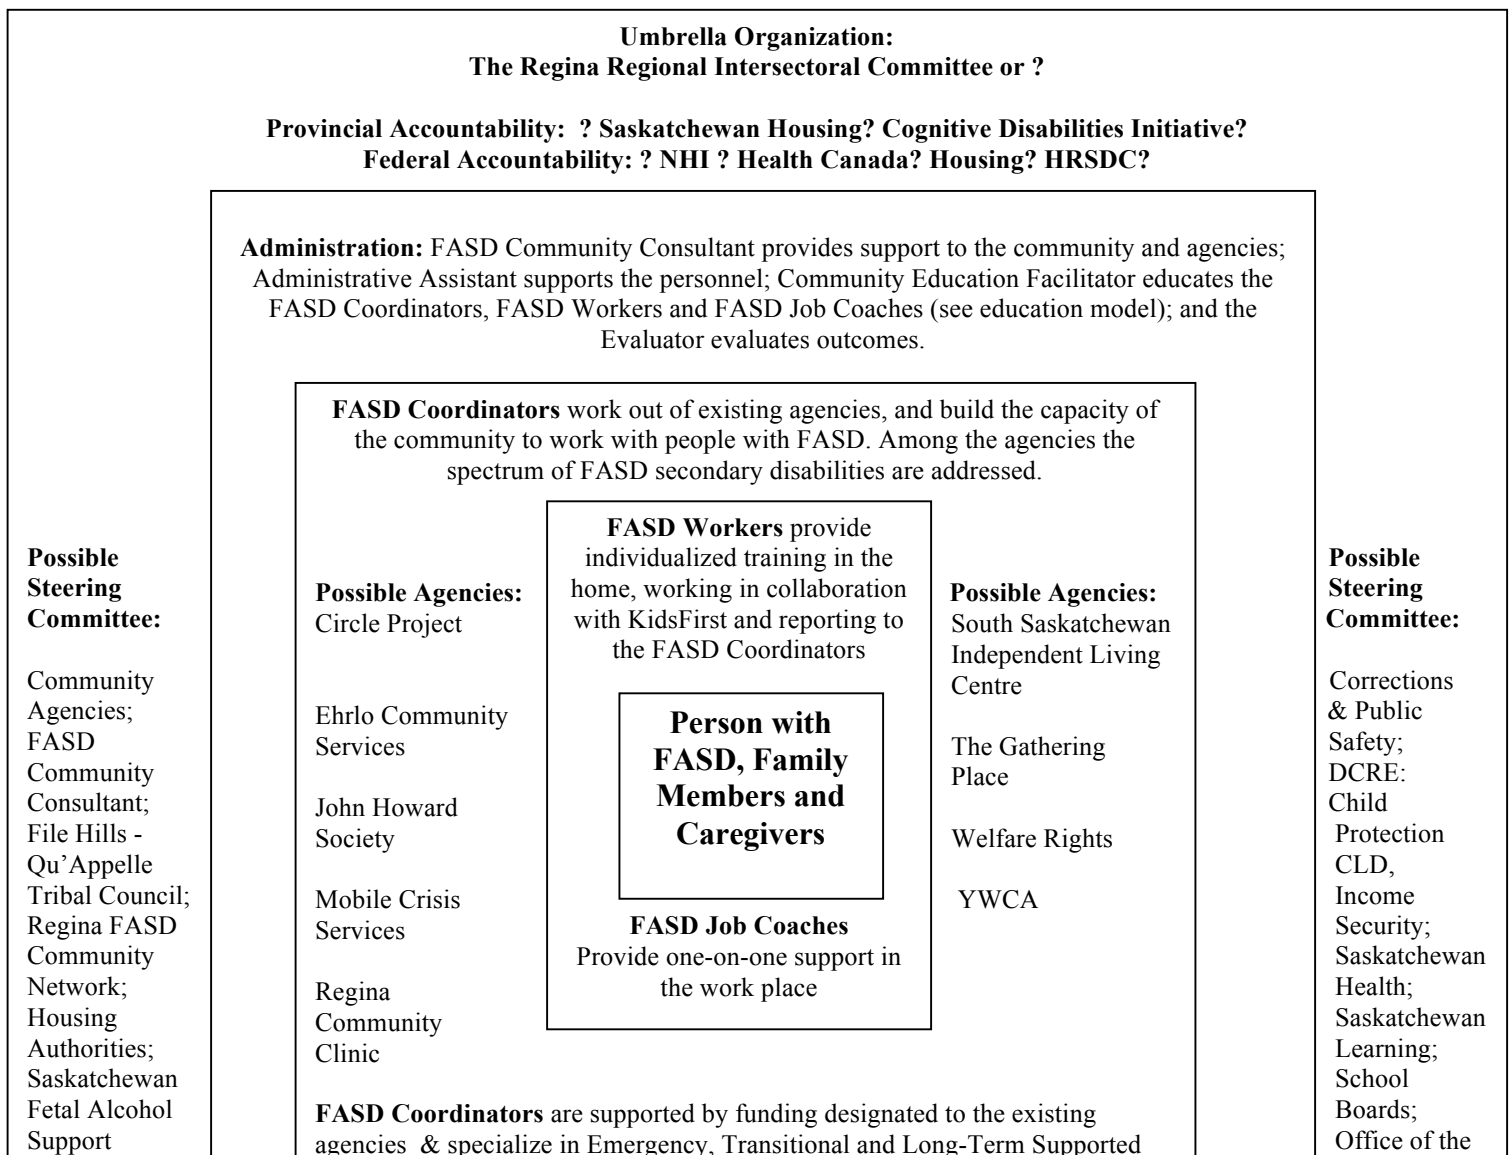 Umbrella Organization:
The Regina Regional Intersectoral Committee or ?
Provincial Accountability:  ? Saskatchewan Housing? Cognitive Disabilities Initiative?
Federal Accountability: ? NHI ? Health Canada? Housing? HRSDC?
Administration: FASD Community Consultant provides support to the community and agencies;
Administrative Assistant supports the personnel; Community Education Facilitator educates the
FASD Coordinators, FASD Workers and FASD Job Coaches (see education model); and the
Evaluator evaluates outcomes.
FASD Coordinators work out of existing agencies, and build the capacity of
the community to work with people with FASD. Among the agencies the
spectrum of FASD secondary disabilities are addressed.
Possible
Steering
Committee:
Community
Agencies;
FASD
Community
Consultant;
File Hills -
Qu'Appelle
Tribal Council;
Regina FASD
Community
Network;
Housing
Authorities;
Saskatchewan
Fetal Alcohol
Support
Possible Agencies:
Circle Project
Ehrlo Community
Services
John Howard
Society
Mobile Crisis
Services
Regina
Community
Clinic
FASD Workers provide
individualized training in the
home, working in collaboration
with KidsFirst and reporting to
the FASD Coordinators
Person with
FASD, Family
Members and
Caregivers
FASD Job Coaches
Provide one-on-one support in
the work place
Possible Agencies:
South Saskatchewan
Independent Living
Centre
The Gathering
Place
Welfare Rights
YWCA
Possible
Steering
Committee:
Corrections
& Public
Safety;
DCRE:
Child
Protection
CLD,
Income
Security;
Saskatchewan
Health;
Saskatchewan
Learning;
School
Boards;
Office of the
FASD Coordinators are supported by funding designated to the existing
agencies  & specialize in Emergency, Transitional and Long-Term Supported